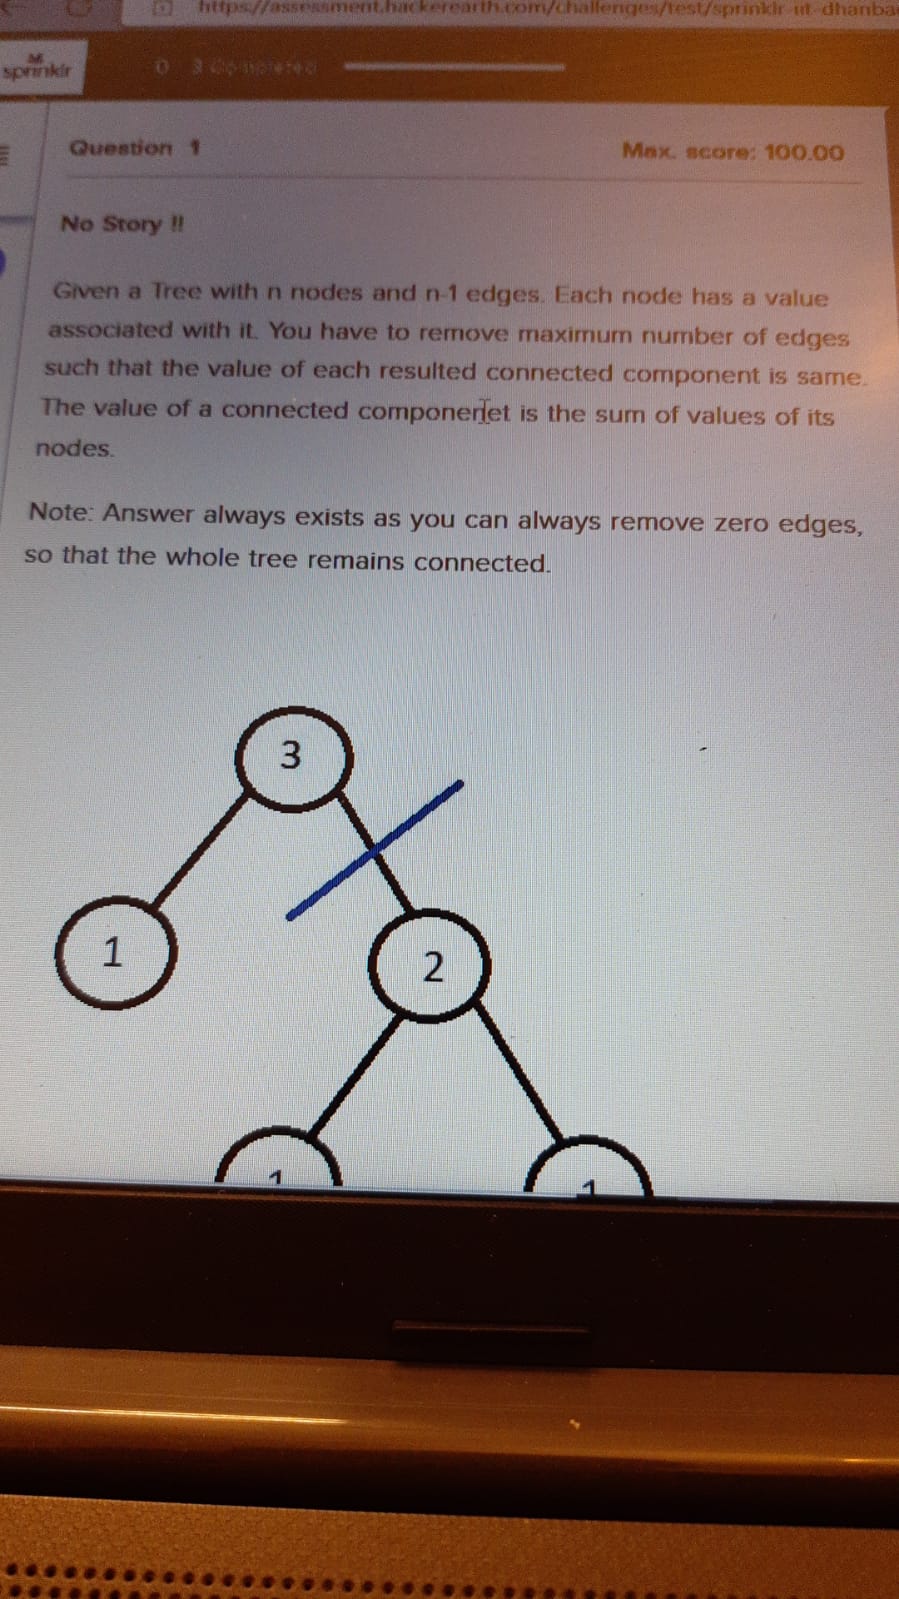 https://assessment.hackerearth.com/challenges/test/sprinklr-iit-dhanba
sprinklr
0 3 Completed
Question 1
Max. score: 100.00
No Story !!
Given a Tree with n nodes and n-1 edges. Each node has a value
associated with it. You have to remove maximum number of edges
such that the value of each resulted connected component is same.
The value of a connected componenet is the sum of values of its
nodes.
Note: Answer always exists as you can always remove zero edges,
so that the whole tree remains connected.
3
1
2
1
1